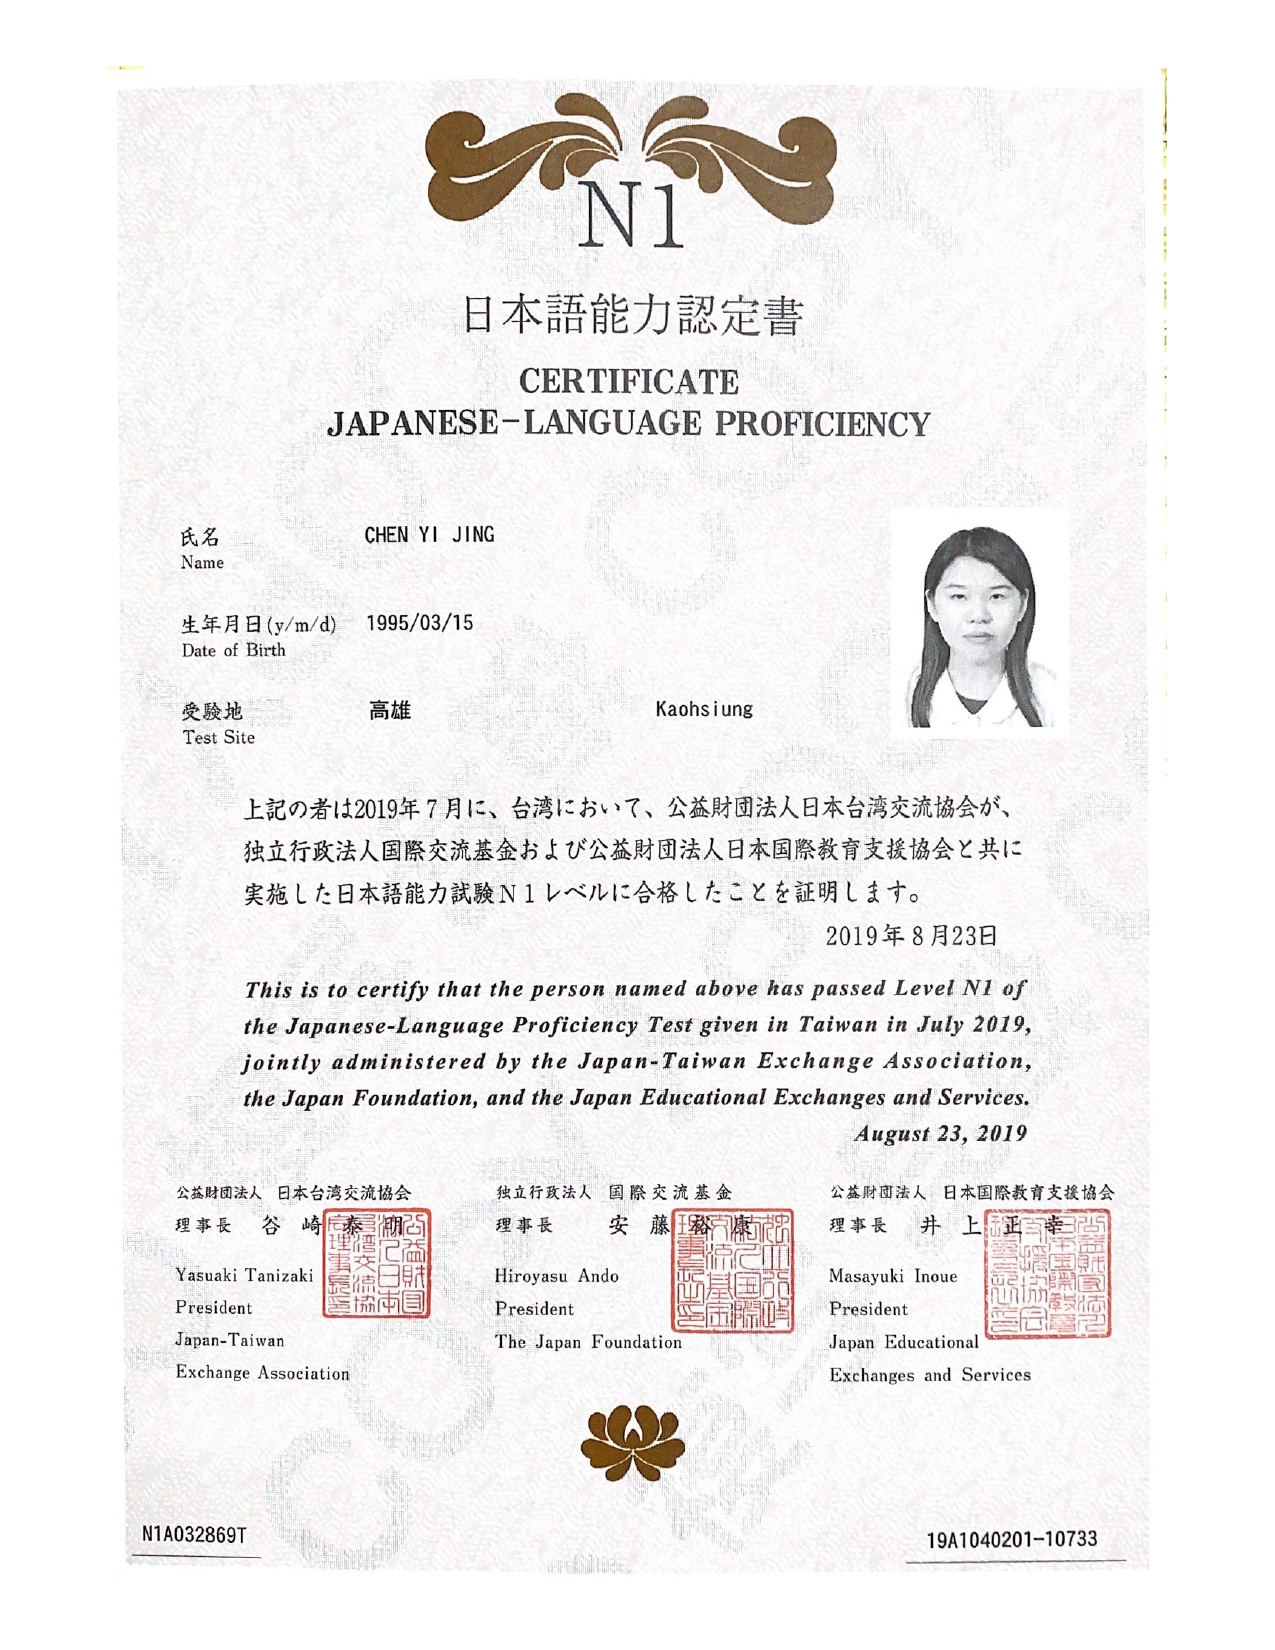 N1
日本語能力認定書
CERTIFICATE
JAPANESE-LANGUAGE PROFICIENCY
氏名 CHEN YI JING
Name
生年月日(y/m/d) 1995/03/15
Date of Birth
受験地 高雄 Kaohsiung
Test Site
上記の者は2019年7月に、台湾において、公益財団法人日本台湾交流協会が、
独立行政法人国際交流基金および公益財団法人日本国際教育支援協会と共に
実施した日本語能力試験N1レベルに合格したことを証明します。
2019年8月23日
This is to certify that the person named above has passed Level N1 of
the Japanese-Language Proficiency Test given in Taiwan in July 2019,
jointly administered by the Japan-Taiwan Exchange Association,
the Japan Foundation, and the Japan Educational Exchanges and Services.
August 23, 2019
公益財団法人 日本台湾交流協会
理事長 谷崎泰明
Yasuaki Tanizaki
President
Japan-Taiwan
Exchange Association
独立行政法人 国際交流基金
理事長 安藤裕康
Hiroyasu Ando
President
The Japan Foundation
公益財団法人 日本国際教育支援協会
理事長 井上正幸
Masayuki Inoue
President
Japan Educational
Exchanges and Services
N1A032869T
19A1040201-10733